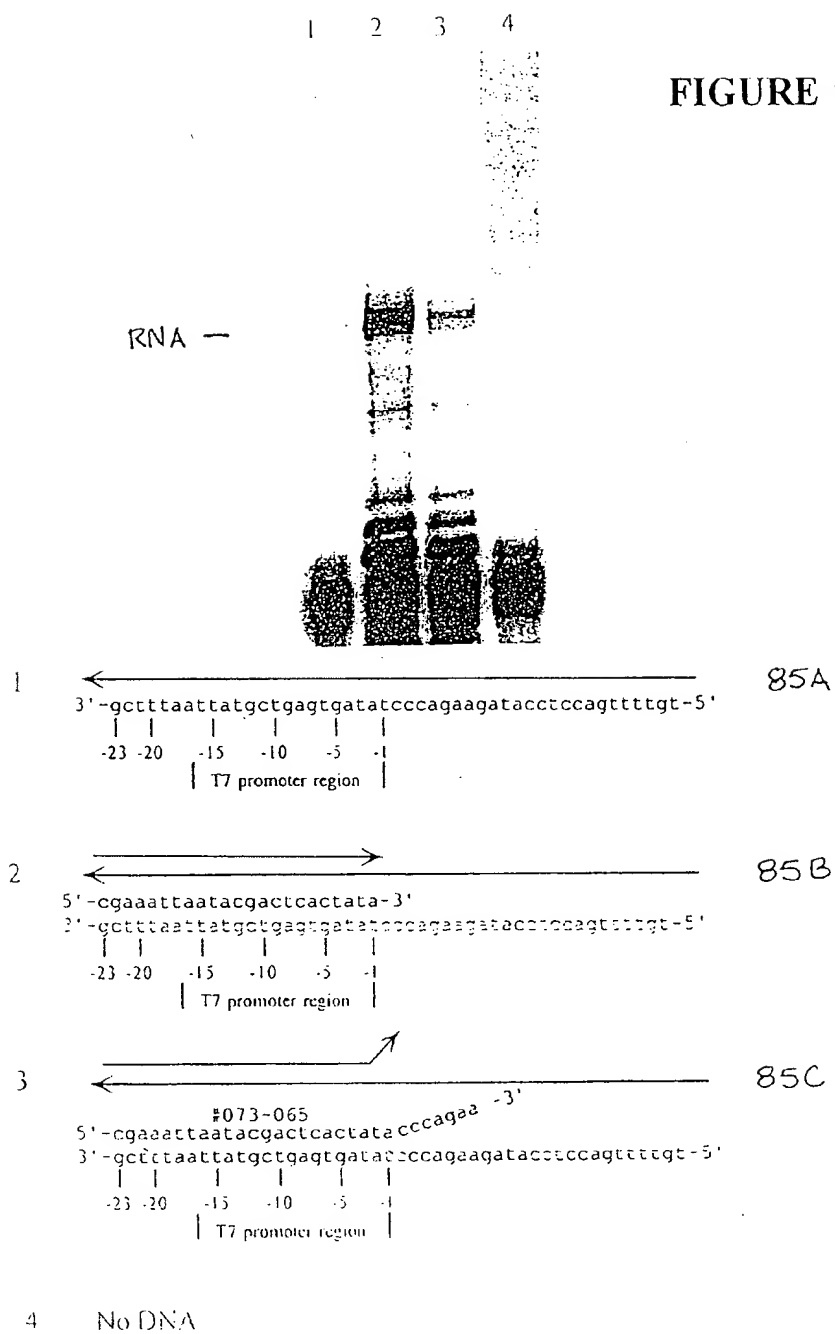 1 2 3 4
FIGURE
RNA —
1 85A
3'-gctttaattatgctgagtgatatcccagaagatacctccagttttgt-5'
-23 -20 -15 -10 -5 -1
T7 promoter region
2 85B
5'-cgaaattaatacgactcactata-3'
3'-gctttaattatgctgagtgatatcccagaagatacctccagttttgt-5'
-23 -20 -15 -10 -5 -1
T7 promoter region
3 85C
#073-065
5'-cgaaattaatacgactcactatacccagaa -3'
3'-gctttaattatgctgagtgatatcccagaagatacctccagttttgt-5'
-23 -20 -15 -10 -5 -1
T7 promoter region
4 No DNA